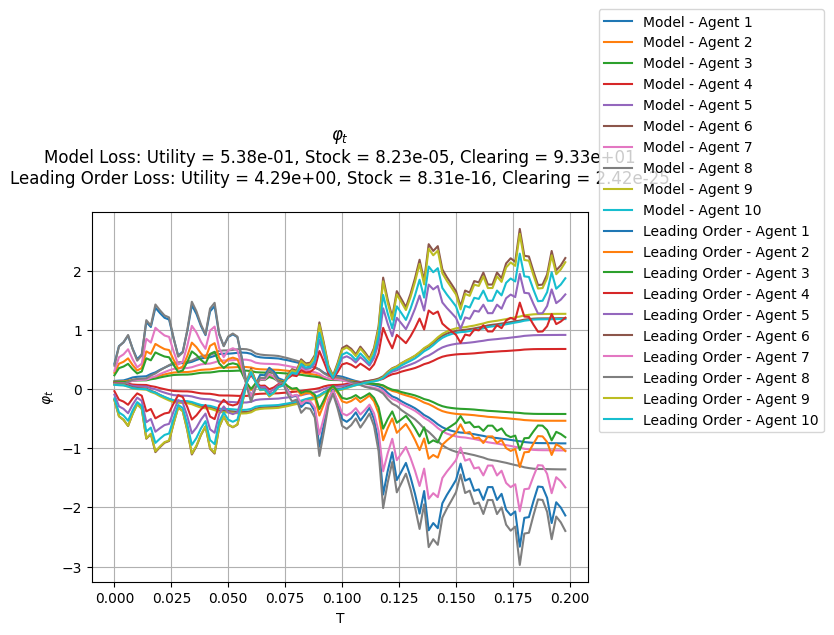 φt
Model Loss: Utility = 5.38e-01, Stock = 8.23e-05, Clearing = 9.33e+01
Leading Order Loss: Utility = 4.29e+00, Stock = 8.31e-16, Clearing = 2.42e-25
Model - Agent 1
Model - Agent 2
Model - Agent 3
Model - Agent 4
Model - Agent 5
Model - Agent 6
Model - Agent 7
Model - Agent 8
Model - Agent 9
Model - Agent 10
Leading Order - Agent 1
Leading Order - Agent 2
Leading Order - Agent 3
Leading Order - Agent 4
Leading Order - Agent 5
Leading Order - Agent 6
Leading Order - Agent 7
Leading Order - Agent 8
Leading Order - Agent 9
Leading Order - Agent 10
φt
2
1
0
−1
−2
−3
0.000 0.025 0.050 0.075 0.100 0.125 0.150 0.175 0.200
T